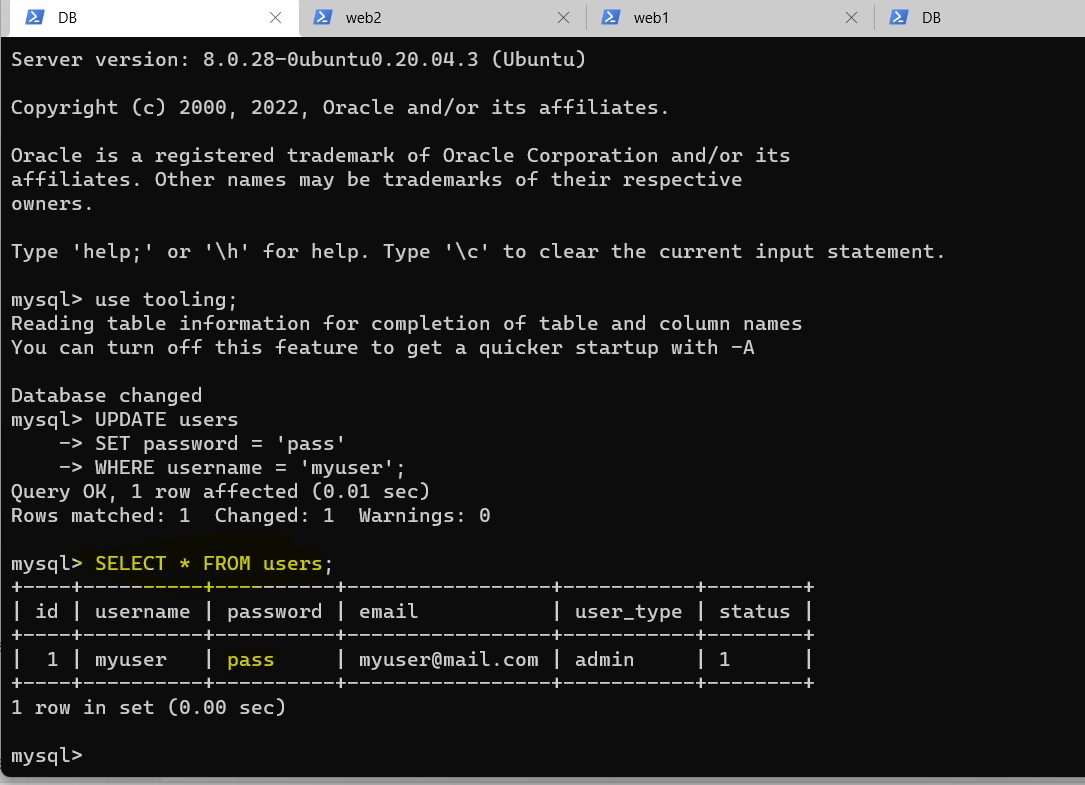 DB web2 web1 DB
Server version: 8.0.28-0ubuntu0.20.04.3 (Ubuntu)
Copyright (c) 2000, 2022, Oracle and/or its affiliates.
Oracle is a registered trademark of Oracle Corporation and/or its
affiliates. Other names may be trademarks of their respective
owners.
Type 'help;' or '\h' for help. Type '\c' to clear the current input statement.
mysql> use tooling;
Reading table information for completion of table and column names
You can turn off this feature to get a quicker startup with -A
Database changed
mysql> UPDATE users
    -> SET password = 'pass'
    -> WHERE username = 'myuser';
Query OK, 1 row affected (0.01 sec)
Rows matched: 1  Changed: 1  Warnings: 0
mysql> SELECT * FROM users;
+----+----------+----------+-----------------+-----------+--------+
| id | username | password | email           | user_type | status |
+----+----------+----------+-----------------+-----------+--------+
|  1 | myuser   | pass     | myuser@mail.com | admin     | 1      |
+----+----------+----------+-----------------+-----------+--------+
1 row in set (0.00 sec)
mysql>